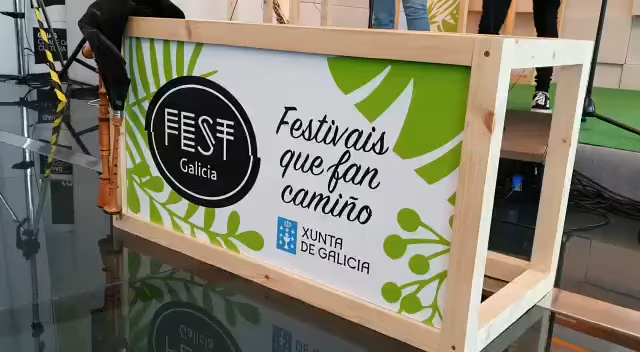 FEST
Galicia
Festivais
que fan
camiño
XUNTA
DE GALICIA